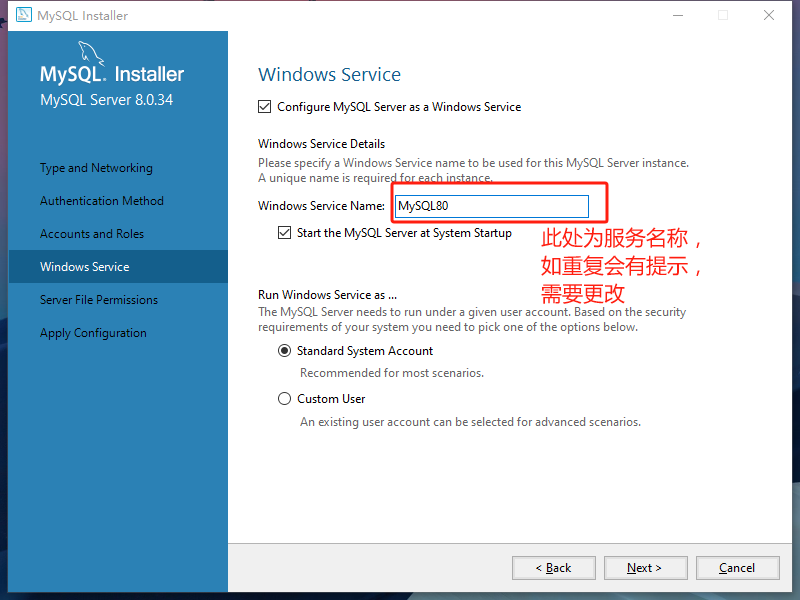 MySQL Installer
MySQL. Installer
MySQL Server 8.0.34
Type and Networking
Authentication Method
Accounts and Roles
Windows Service
Server File Permissions
Apply Configuration
Windows Service
Configure MySQL Server as a Windows Service
Windows Service Details
Please specify a Windows Service name to be used for this MySQL Server instance.
A unique name is required for each instance.
Windows Service Name: MySQL80
Start the MySQL Server at System Startup
此处为服务名称，
如重复会有提示，
需要更改
Run Windows Service as ...
The MySQL Server needs to run under a given user account. Based on the security
requirements of your system you need to pick one of the options below.
Standard System Account
Recommended for most scenarios.
Custom User
An existing user account can be selected for advanced scenarios.
< Back
Next >
Cancel